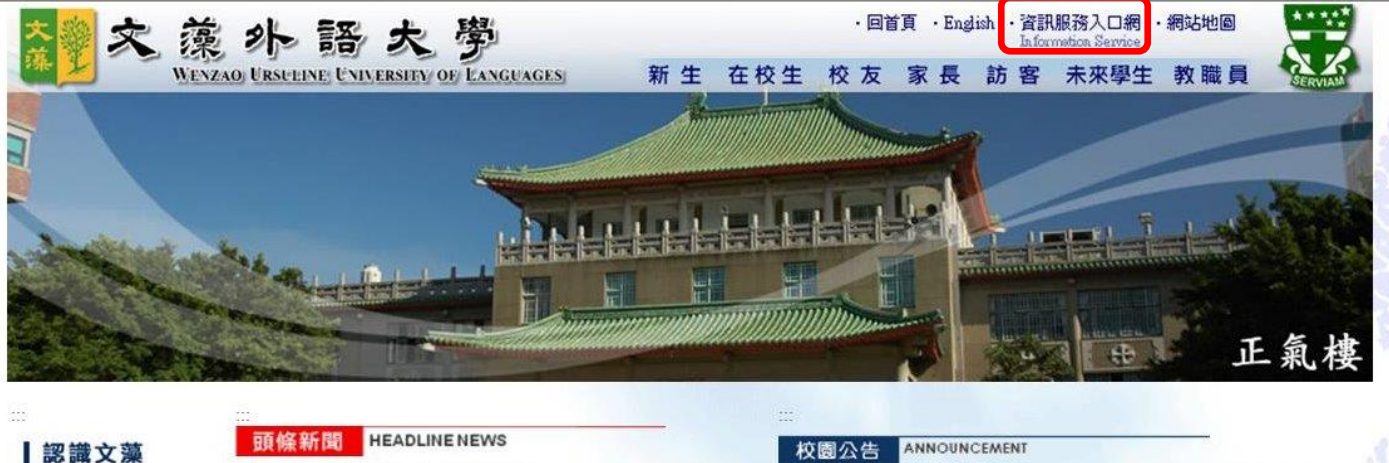 文藻
文藻外語大學
WENZAO URSULINE UNIVERSITY OF LANGUAGES
・回首頁 ・English ・資訊服務入口網 ・網站地圖
Information Service
新生 在校生 校友 家長 訪客 未來學生 教職員
SERVIAM
正氣樓
認識文藻
頭條新聞 HEADLINE NEWS
校園公告 ANNOUNCEMENT